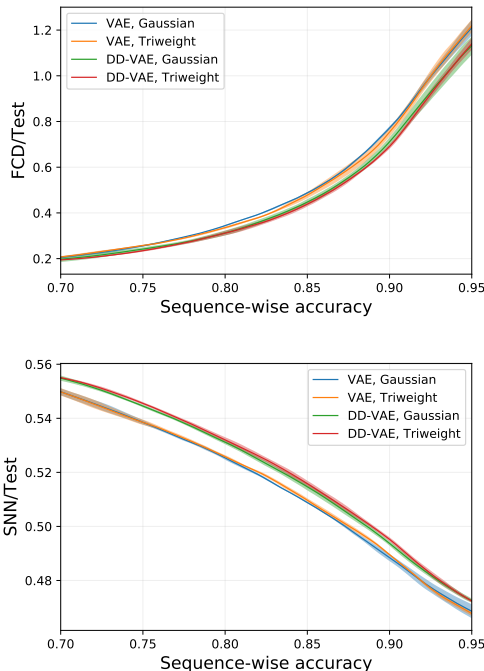 FCD/Test
1.2
1.0
0.8
0.6
0.4
0.2
VAE, Gaussian
VAE, Triweight
DD-VAE, Gaussian
DD-VAE, Triweight
0.70 0.75 0.80 0.85 0.90 0.95
Sequence-wise accuracy
SNN/Test
0.56
0.54
0.52
0.50
0.48
VAE, Gaussian
VAE, Triweight
DD-VAE, Gaussian
DD-VAE, Triweight
0.70 0.75 0.80 0.85 0.90 0.95
Sequence-wise accuracy